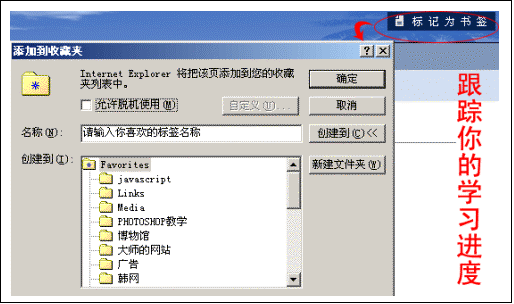 标记为书签
添加到收藏夹
Internet Explorer 将把该页添加到您的收藏
夹列表中。
确定
允许脱机使用(M)
自定义(U)...
取消
名称(N):
请输入你喜欢的标签名称
创建到(C)<<
创建到(I):
新建文件夹(W)
Favorites
javascript
Links
Media
PHOTOSHOP教学
博物馆
大师的网站
广告
韩网
跟踪你的学习进度